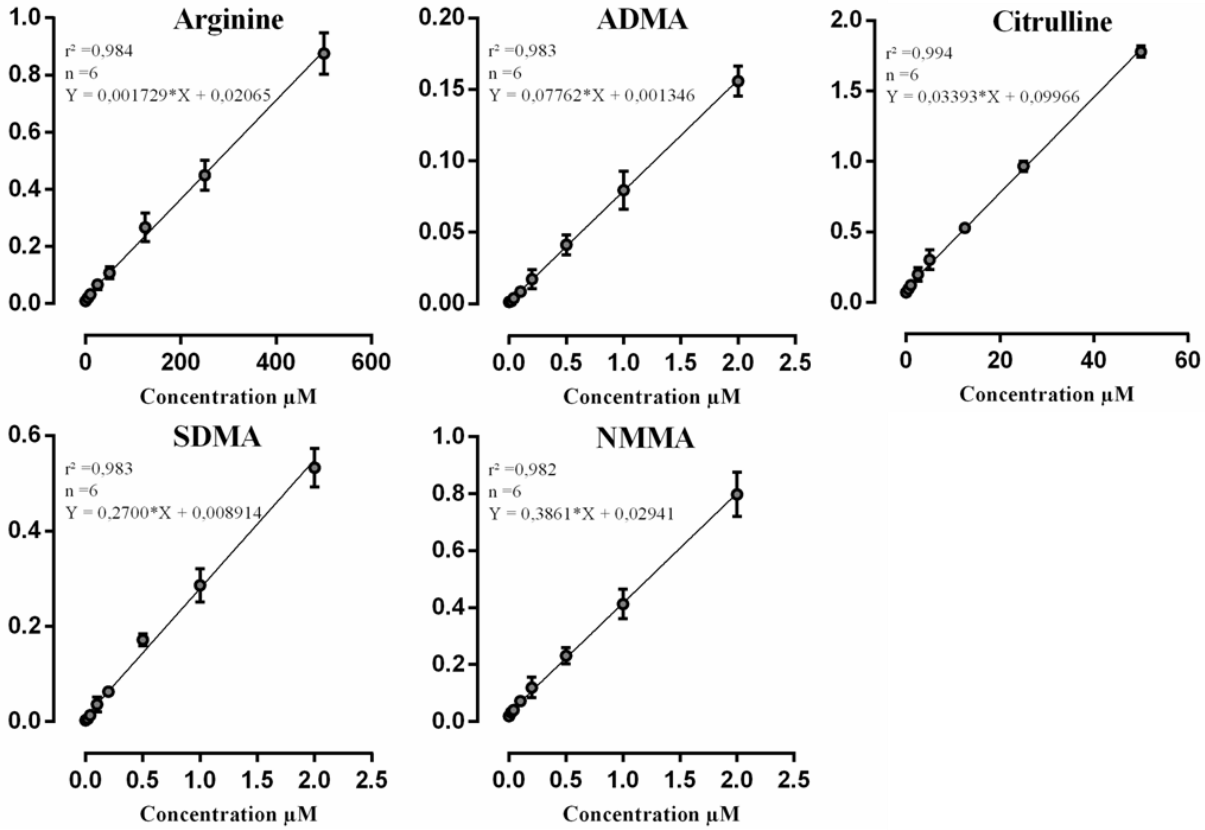 Arginine
r² =0,984
n =6
Y = 0,001729*X + 0,02065
1.0
0.8
0.6
0.4
0.2
0.0
0 200 400 600
Concentration µM
ADMA
r² =0,983
n =6
Y = 0,07762*X + 0,001346
0.20
0.15
0.10
0.05
0.00
0.0 0.5 1.0 1.5 2.0 2.5
Concentration µM
Citrulline
r² =0,994
n =6
Y = 0,03393*X + 0,09966
2.0
1.5
1.0
0.5
0.0
0 20 40 60
Concentration µM
SDMA
r² =0,983
n =6
Y = 0,2700*X + 0,008914
0.6
0.4
0.2
0.0
0.0 0.5 1.0 1.5 2.0 2.5
Concentration µM
NMMA
r² =0,982
n =6
Y = 0,3861*X + 0,02941
1.0
0.8
0.6
0.4
0.2
0.0
0.0 0.5 1.0 1.5 2.0 2.5
Concentration µM